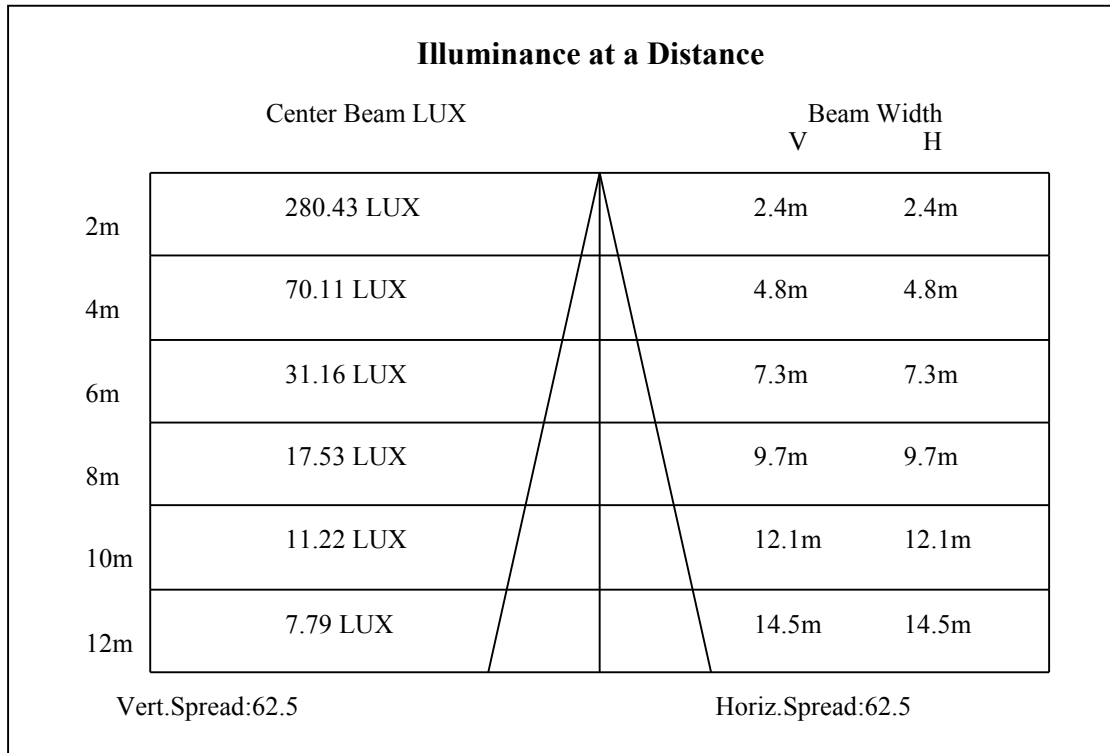 Illuminance at a Distance
Center Beam LUX Beam Width
V H
2m 280.43 LUX 2.4m 2.4m
4m 70.11 LUX 4.8m 4.8m
6m 31.16 LUX 7.3m 7.3m
8m 17.53 LUX 9.7m 9.7m
10m 11.22 LUX 12.1m 12.1m
12m 7.79 LUX 14.5m 14.5m
Vert.Spread:62.5 Horiz.Spread:62.5